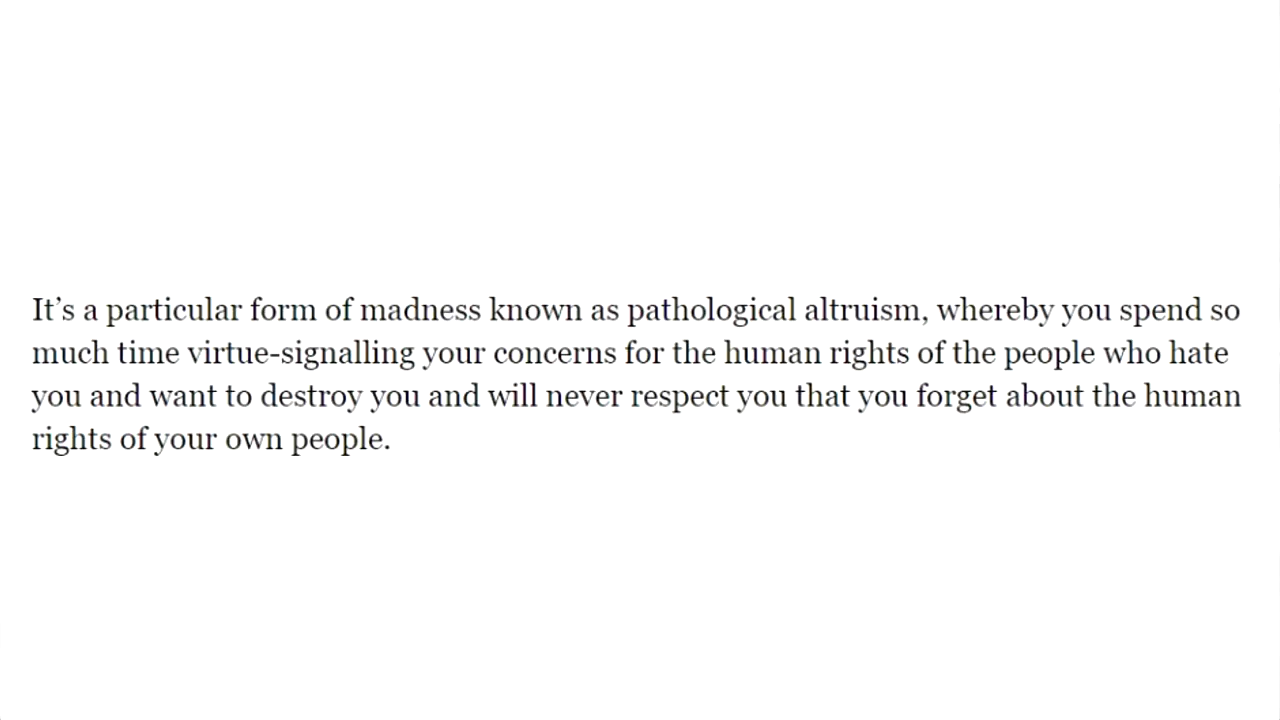 It’s a particular form of madness known as pathological altruism, whereby you spend so
much time virtue-signalling your concerns for the human rights of the people who hate
you and want to destroy you and will never respect you that you forget about the human
rights of your own people.